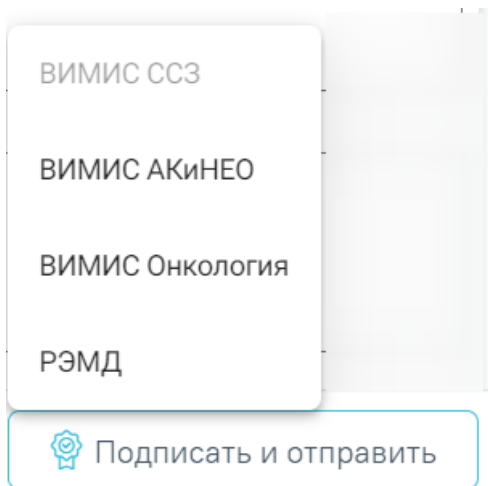 ВИМИС ССЗ
ВИМИС АКиНЕО
ВИМИС Онкология
РЭМД
Подписать и отправить